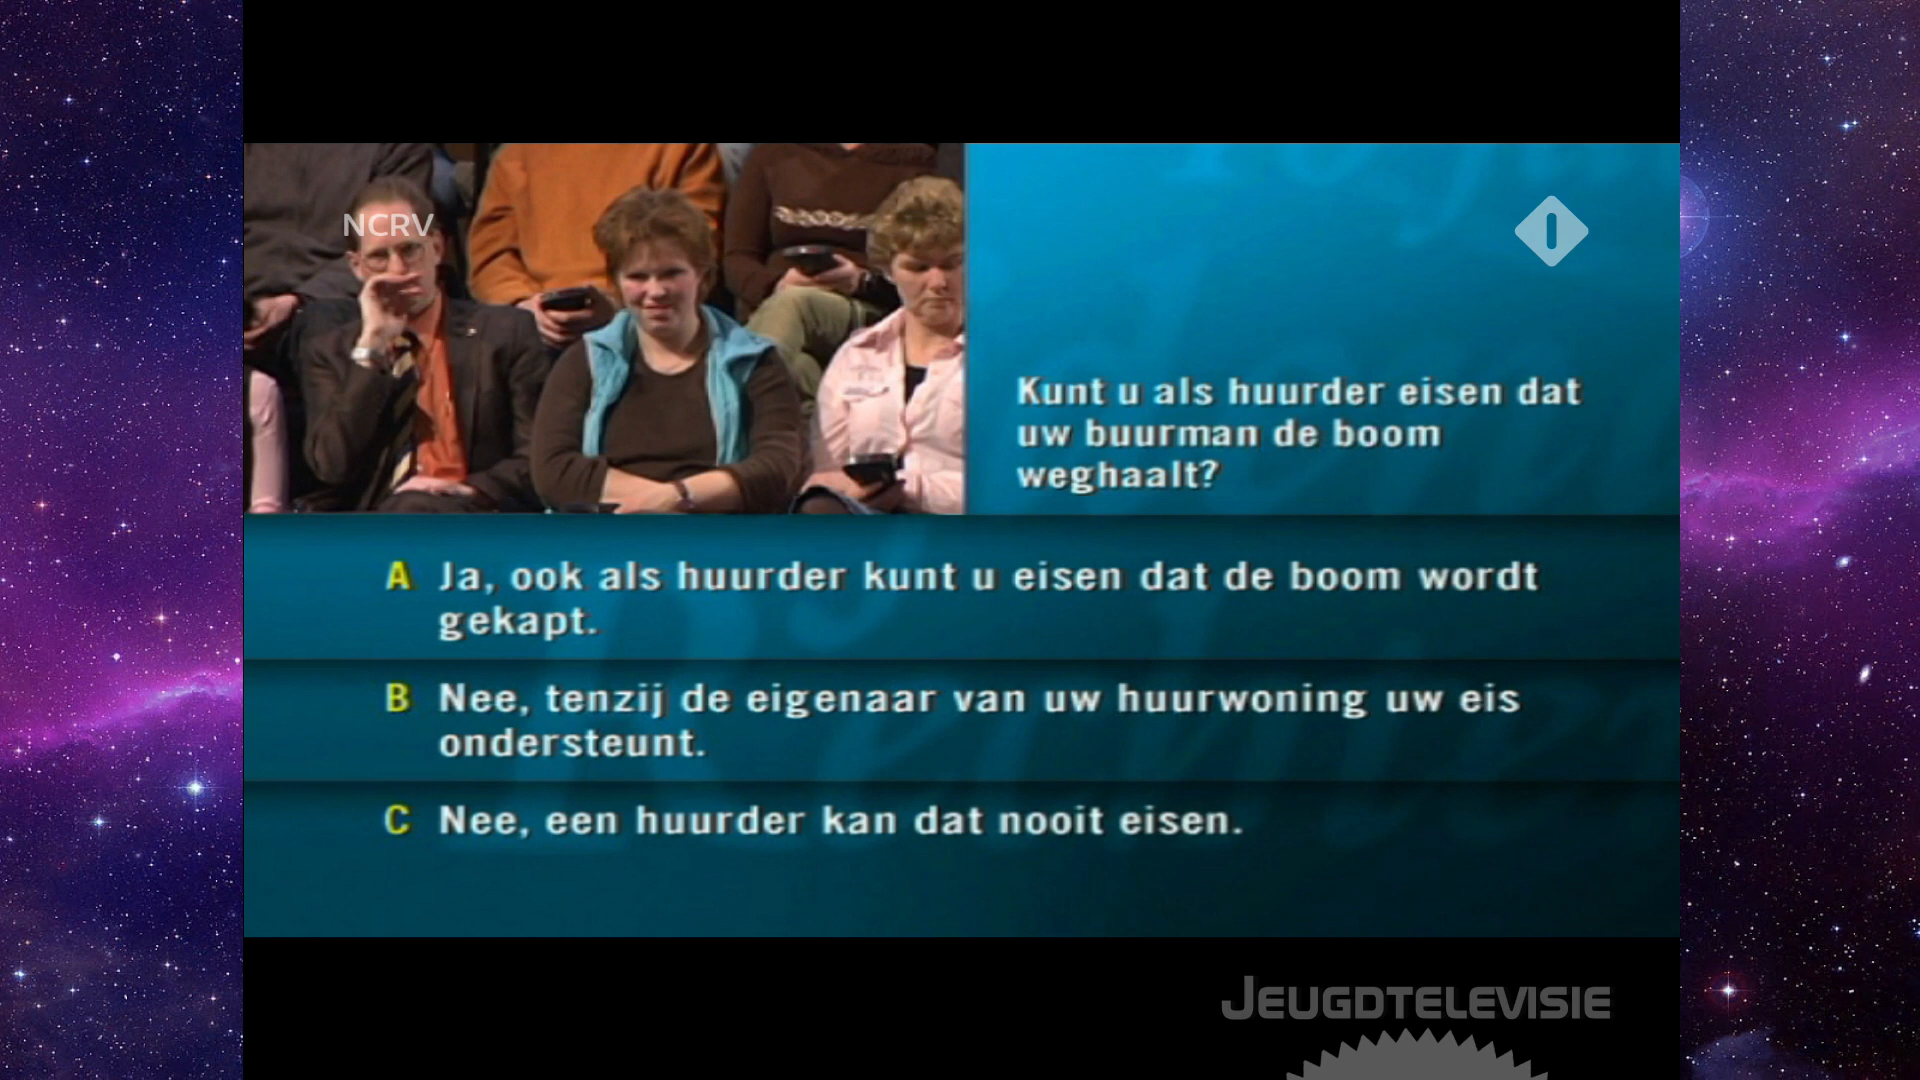 NCRV
Kunt u als huurder eisen dat
uw buurman de boom
weghaalt?
A Ja, ook als huurder kunt u eisen dat de boom wordt
gekapt.
B Nee, tenzij de eigenaar van uw huurwoning uw eis
ondersteunt.
C Nee, een huurder kan dat nooit eisen.
JEUGDTELEVISIE